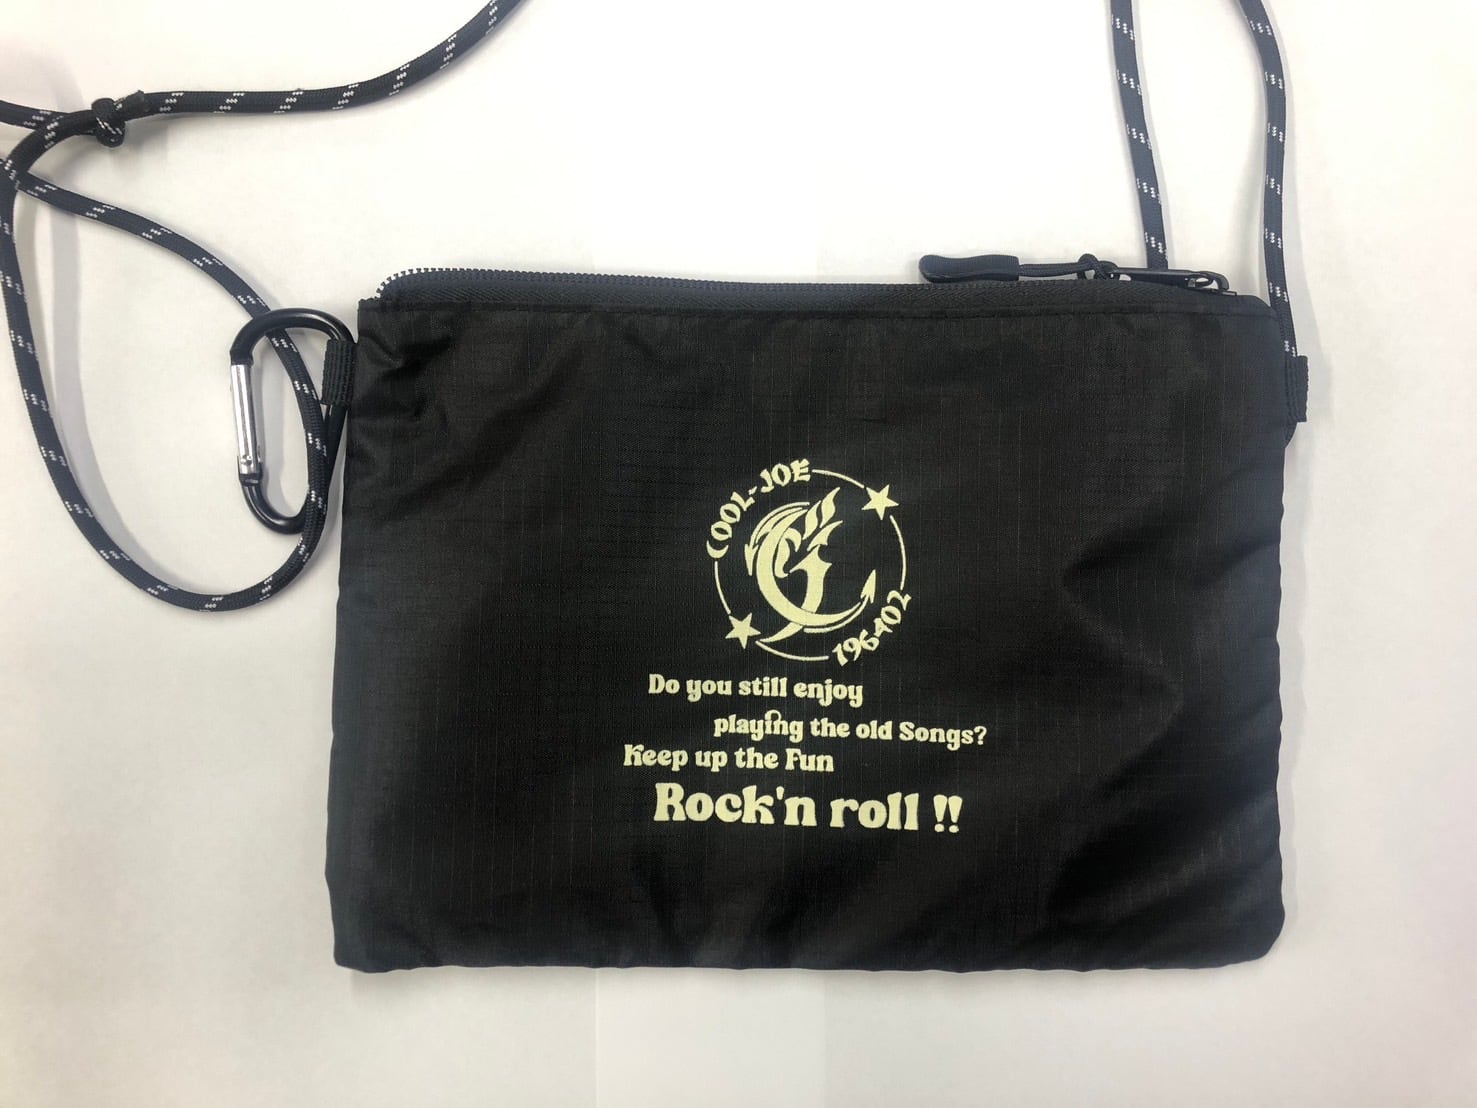 COOL-JOE
196402
Do you still enjoy
playing the old Songs?
Keep up the Fun
Rock'n roll !!